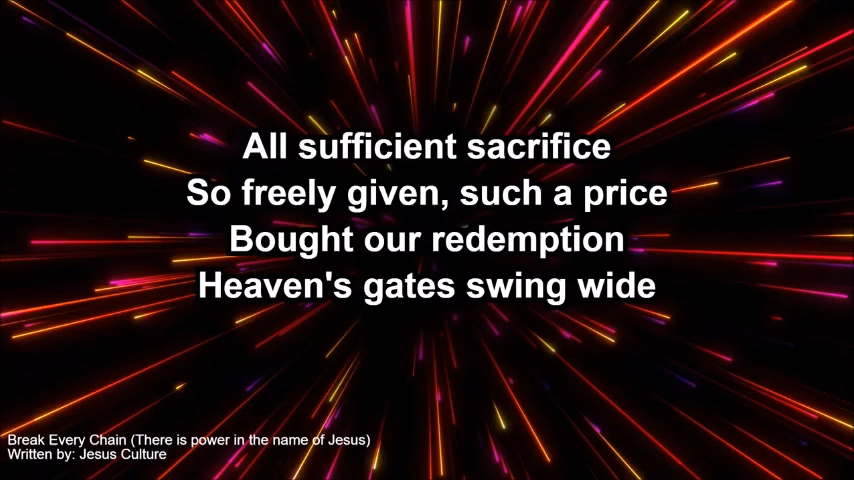 All sufficient sacrifice
So freely given, such a price
Bought our redemption
Heaven's gates swing wide
Break Every Chain (There is power in the name of Jesus)
Written by: Jesus Culture